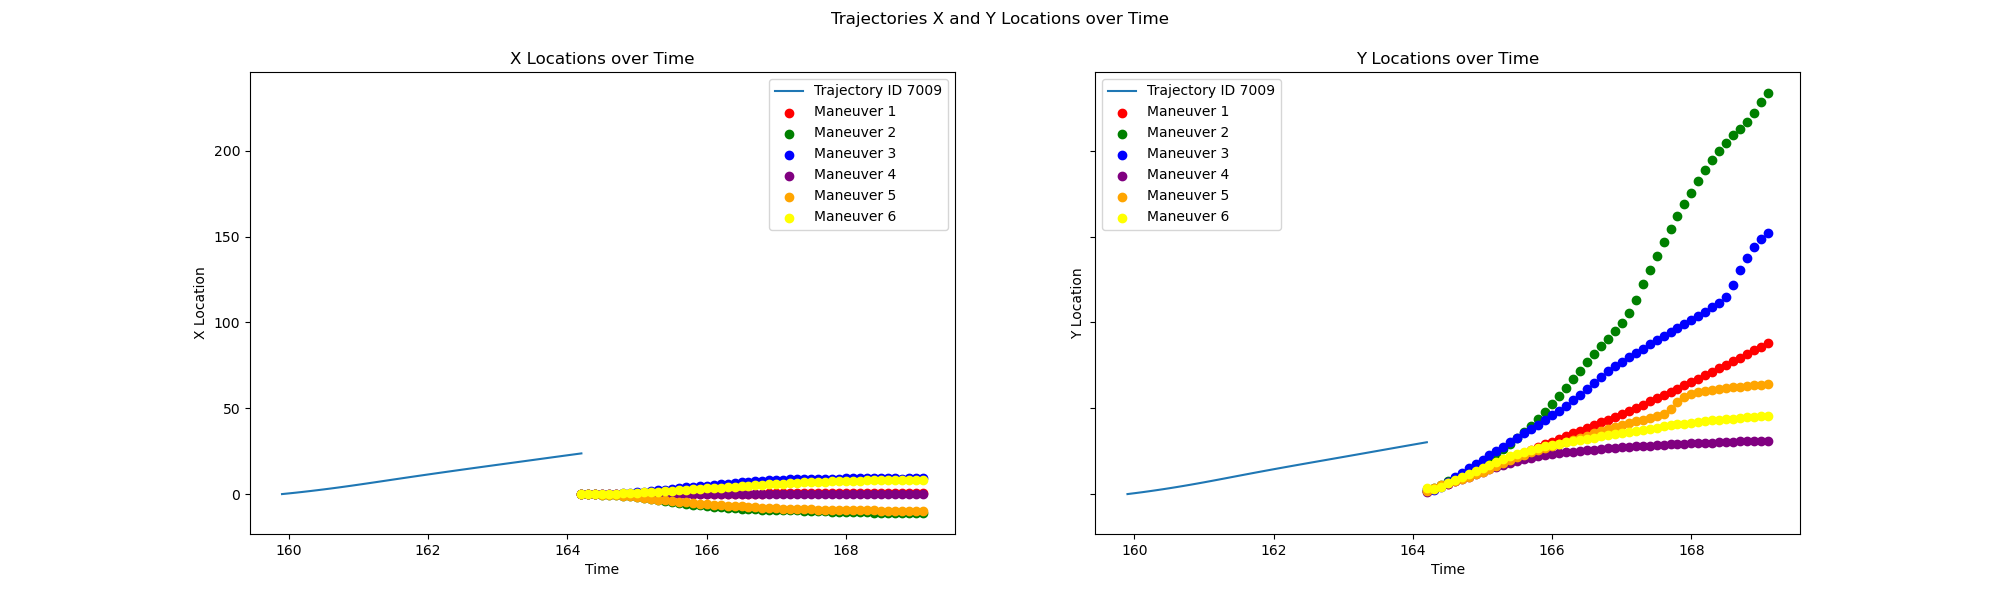 Trajectories X and Y Locations over Time
X Locations over Time
Trajectory ID 7009
Maneuver 1
Maneuver 2
Maneuver 3
Maneuver 4
Maneuver 5
Maneuver 6
X Location
200
150
100
50
0
160
162
164
166
168
Time
Y Locations over Time
Trajectory ID 7009
Maneuver 1
Maneuver 2
Maneuver 3
Maneuver 4
Maneuver 5
Maneuver 6
Y Location
160
162
164
166
168
Time